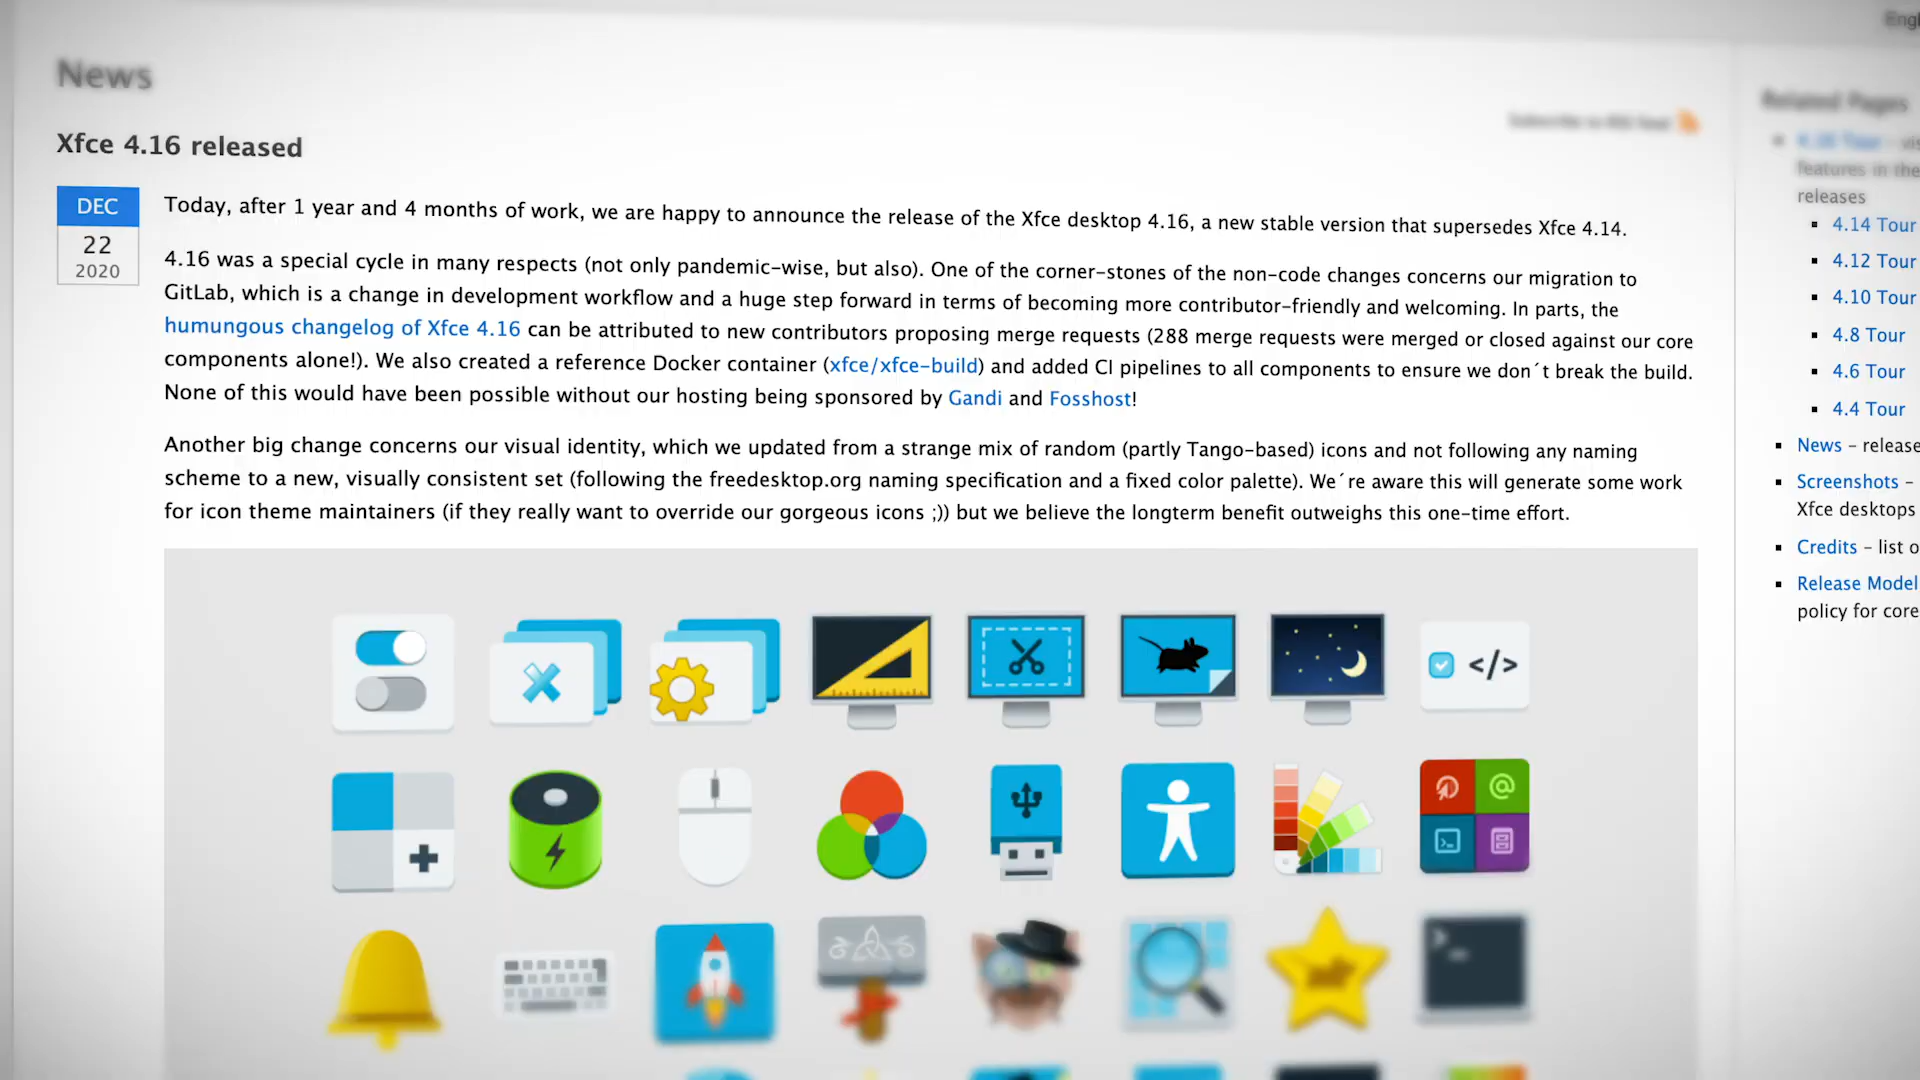 News
Subscribe to RSS feed
Xfce 4.16 released
DEC
22
2020
Today, after 1 year and 4 months of work, we are happy to announce the release of the Xfce desktop 4.16, a new stable version that supersedes Xfce 4.14.
4.16 was a special cycle in many respects (not only pandemic-wise, but also). One of the corner-stones of the non-code changes concerns our migration to
GitLab, which is a change in development workflow and a huge step forward in terms of becoming more contributor-friendly and welcoming. In parts, the
humungous changelog of Xfce 4.16 can be attributed to new contributors proposing merge requests (288 merge requests were merged or closed against our core
components alone!). We also created a reference Docker container (xfce/xfce-build) and added CI pipelines to all components to ensure we don´t break the build.
None of this would have been possible without our hosting being sponsored by Gandi and Fosshost!
Another big change concerns our visual identity, which we updated from a strange mix of random (partly Tango-based) icons and not following any naming
scheme to a new, visually consistent set (following the freedesktop.org naming specification and a fixed color palette). We´re aware this will generate some work
for icon theme maintainers (if they really want to override our gorgeous icons ;)) but we believe the longterm benefit outweighs this one-time effort.
</>
@
Related Pages
4.16 Tour –
features in the
releases
4.14 Tour
4.12 Tour
4.10 Tour
4.8 Tour
4.6 Tour
4.4 Tour
News – release
Screenshots –
Xfce desktops
Credits – list
Release Model
policy for core